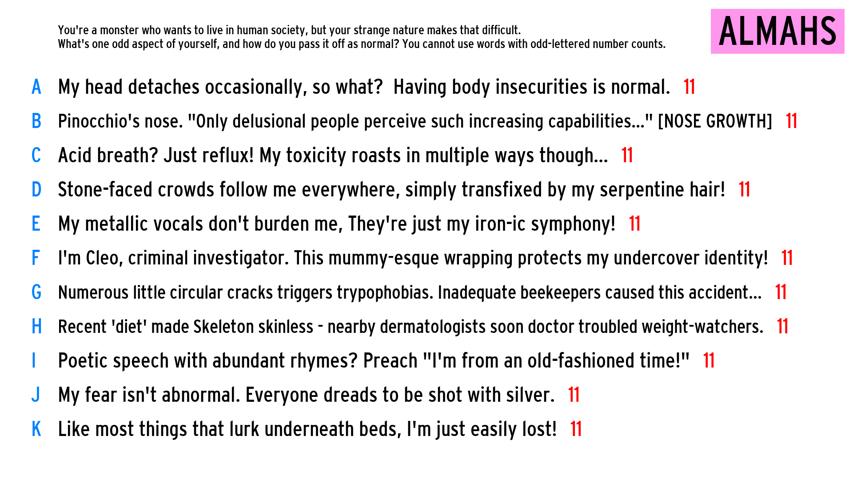 You're a monster who wants to live in human society, but your strange nature makes that difficult.
What's one odd aspect of yourself, and how do you pass it off as normal? You cannot use words with odd-lettered number counts.
ALMAHS
A My head detaches occasionally, so what?  Having body insecurities is normal. 11
B Pinocchio's nose. "Only delusional people perceive such increasing capabilities..." [NOSE GROWTH] 11
C Acid breath? Just reflux! My toxicity roasts in multiple ways though... 11
D Stone-faced crowds follow me everywhere, simply transfixed by my serpentine hair! 11
E My metallic vocals don't burden me, They're just my iron-ic symphony! 11
F I'm Cleo, criminal investigator. This mummy-esque wrapping protects my undercover identity! 11
G Numerous little circular cracks triggers trypophobias. Inadequate beekeepers caused this accident... 11
H Recent 'diet' made Skeleton skinless - nearby dermatologists soon doctor troubled weight-watchers. 11
I Poetic speech with abundant rhymes? Preach "I'm from an old-fashioned time!" 11
J My fear isn't abnormal. Everyone dreads to be shot with silver. 11
K Like most things that lurk underneath beds, I'm just easily lost! 11